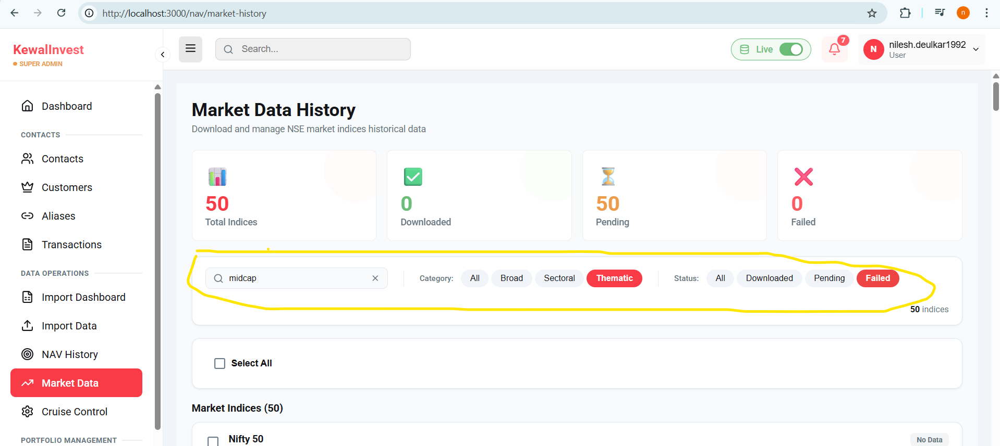 http://localhost:3000/nav/market-history
n
KewalInvest
SUPER ADMIN
Search...
Live
7
N
nilesh.deulkar1992
User
Dashboard
CONTACTS
Contacts
Customers
Aliases
Transactions
DATA OPERATIONS
Import Dashboard
Import Data
NAV History
Market Data
Cruise Control
PORTFOLIO MANAGEMENT
Market Data History
Download and manage NSE market indices historical data
50
Total Indices
0
Downloaded
50
Pending
0
Failed
midcap
Category: All Broad Sectoral Thematic
Status: All Downloaded Pending Failed
50 indices
Select All
Market Indices (50)
Nifty 50
No Data